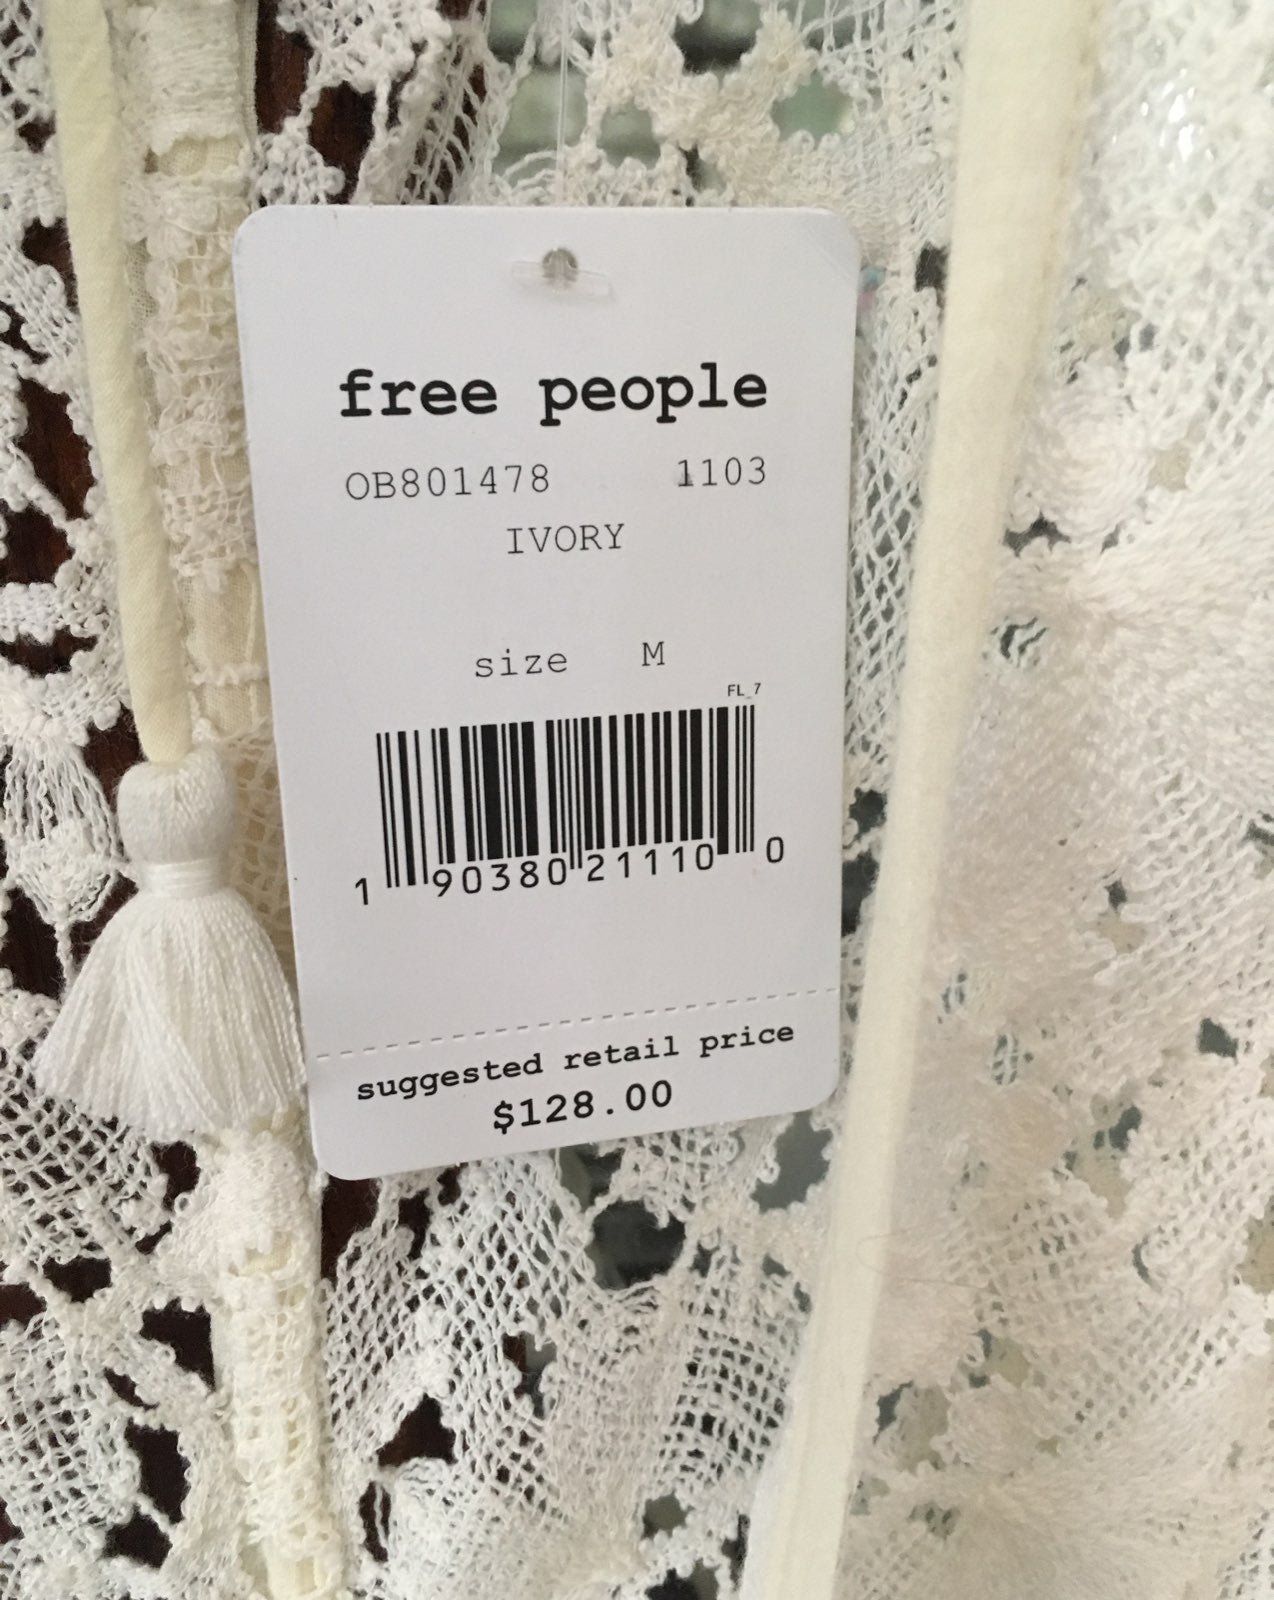 free people
OB801478 1103
IVORY
size M
FL_7
1 90380 21110 0
suggested retail price
$128.00